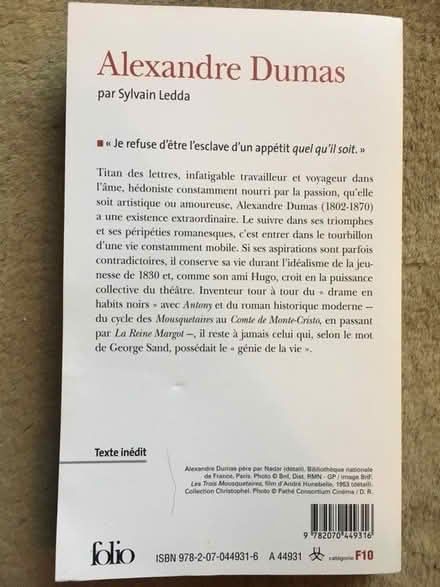 Alexandre Dumas
par Sylvain Ledda
« Je refuse d'être l'esclave d'un appétit quel qu'il soit. »
Titan des lettres, infatigable travailleur et voyageur dans
l'âme, hédoniste constamment nourri par la passion, qu'elle
soit artistique ou amoureuse, Alexandre Dumas (1802-1870)
a une existence extraordinaire. Le suivre dans ses triomphes
et ses péripéties romanesques, c'est entrer dans le tourbillon
d'une vie constamment mobile. Si ses aspirations sont parfois
contradictoires, il conserve sa vie durant l'idéalisme de la jeu-
nesse de 1830 et, comme son ami Hugo, croit en la puissance
collective du théâtre. Inventeur tour à tour du « drame en
habits noirs » avec Antony et du roman historique moderne —
du cycle des Mousquetaires au Comte de Monte-Cristo, en passant
par La Reine Margot —, il reste à jamais celui qui, selon le mot
de George Sand, possédait le « génie de la vie ».
Texte inédit
Alexandre Dumas père par Nadar (détail). Bibliothèque nationale
de France, Paris. Photo © Bnf, Dist. RMN - GP / image BnF.
Les Trois Mousquetaires, film d'André Hunebelle, 1953 (détail).
Collection Christophel. Photo © Pathé Consortium Cinéma / D. R.
9 782070 449316
folio
ISBN 978-2-07-044931-6
A 44931
catégorie F10